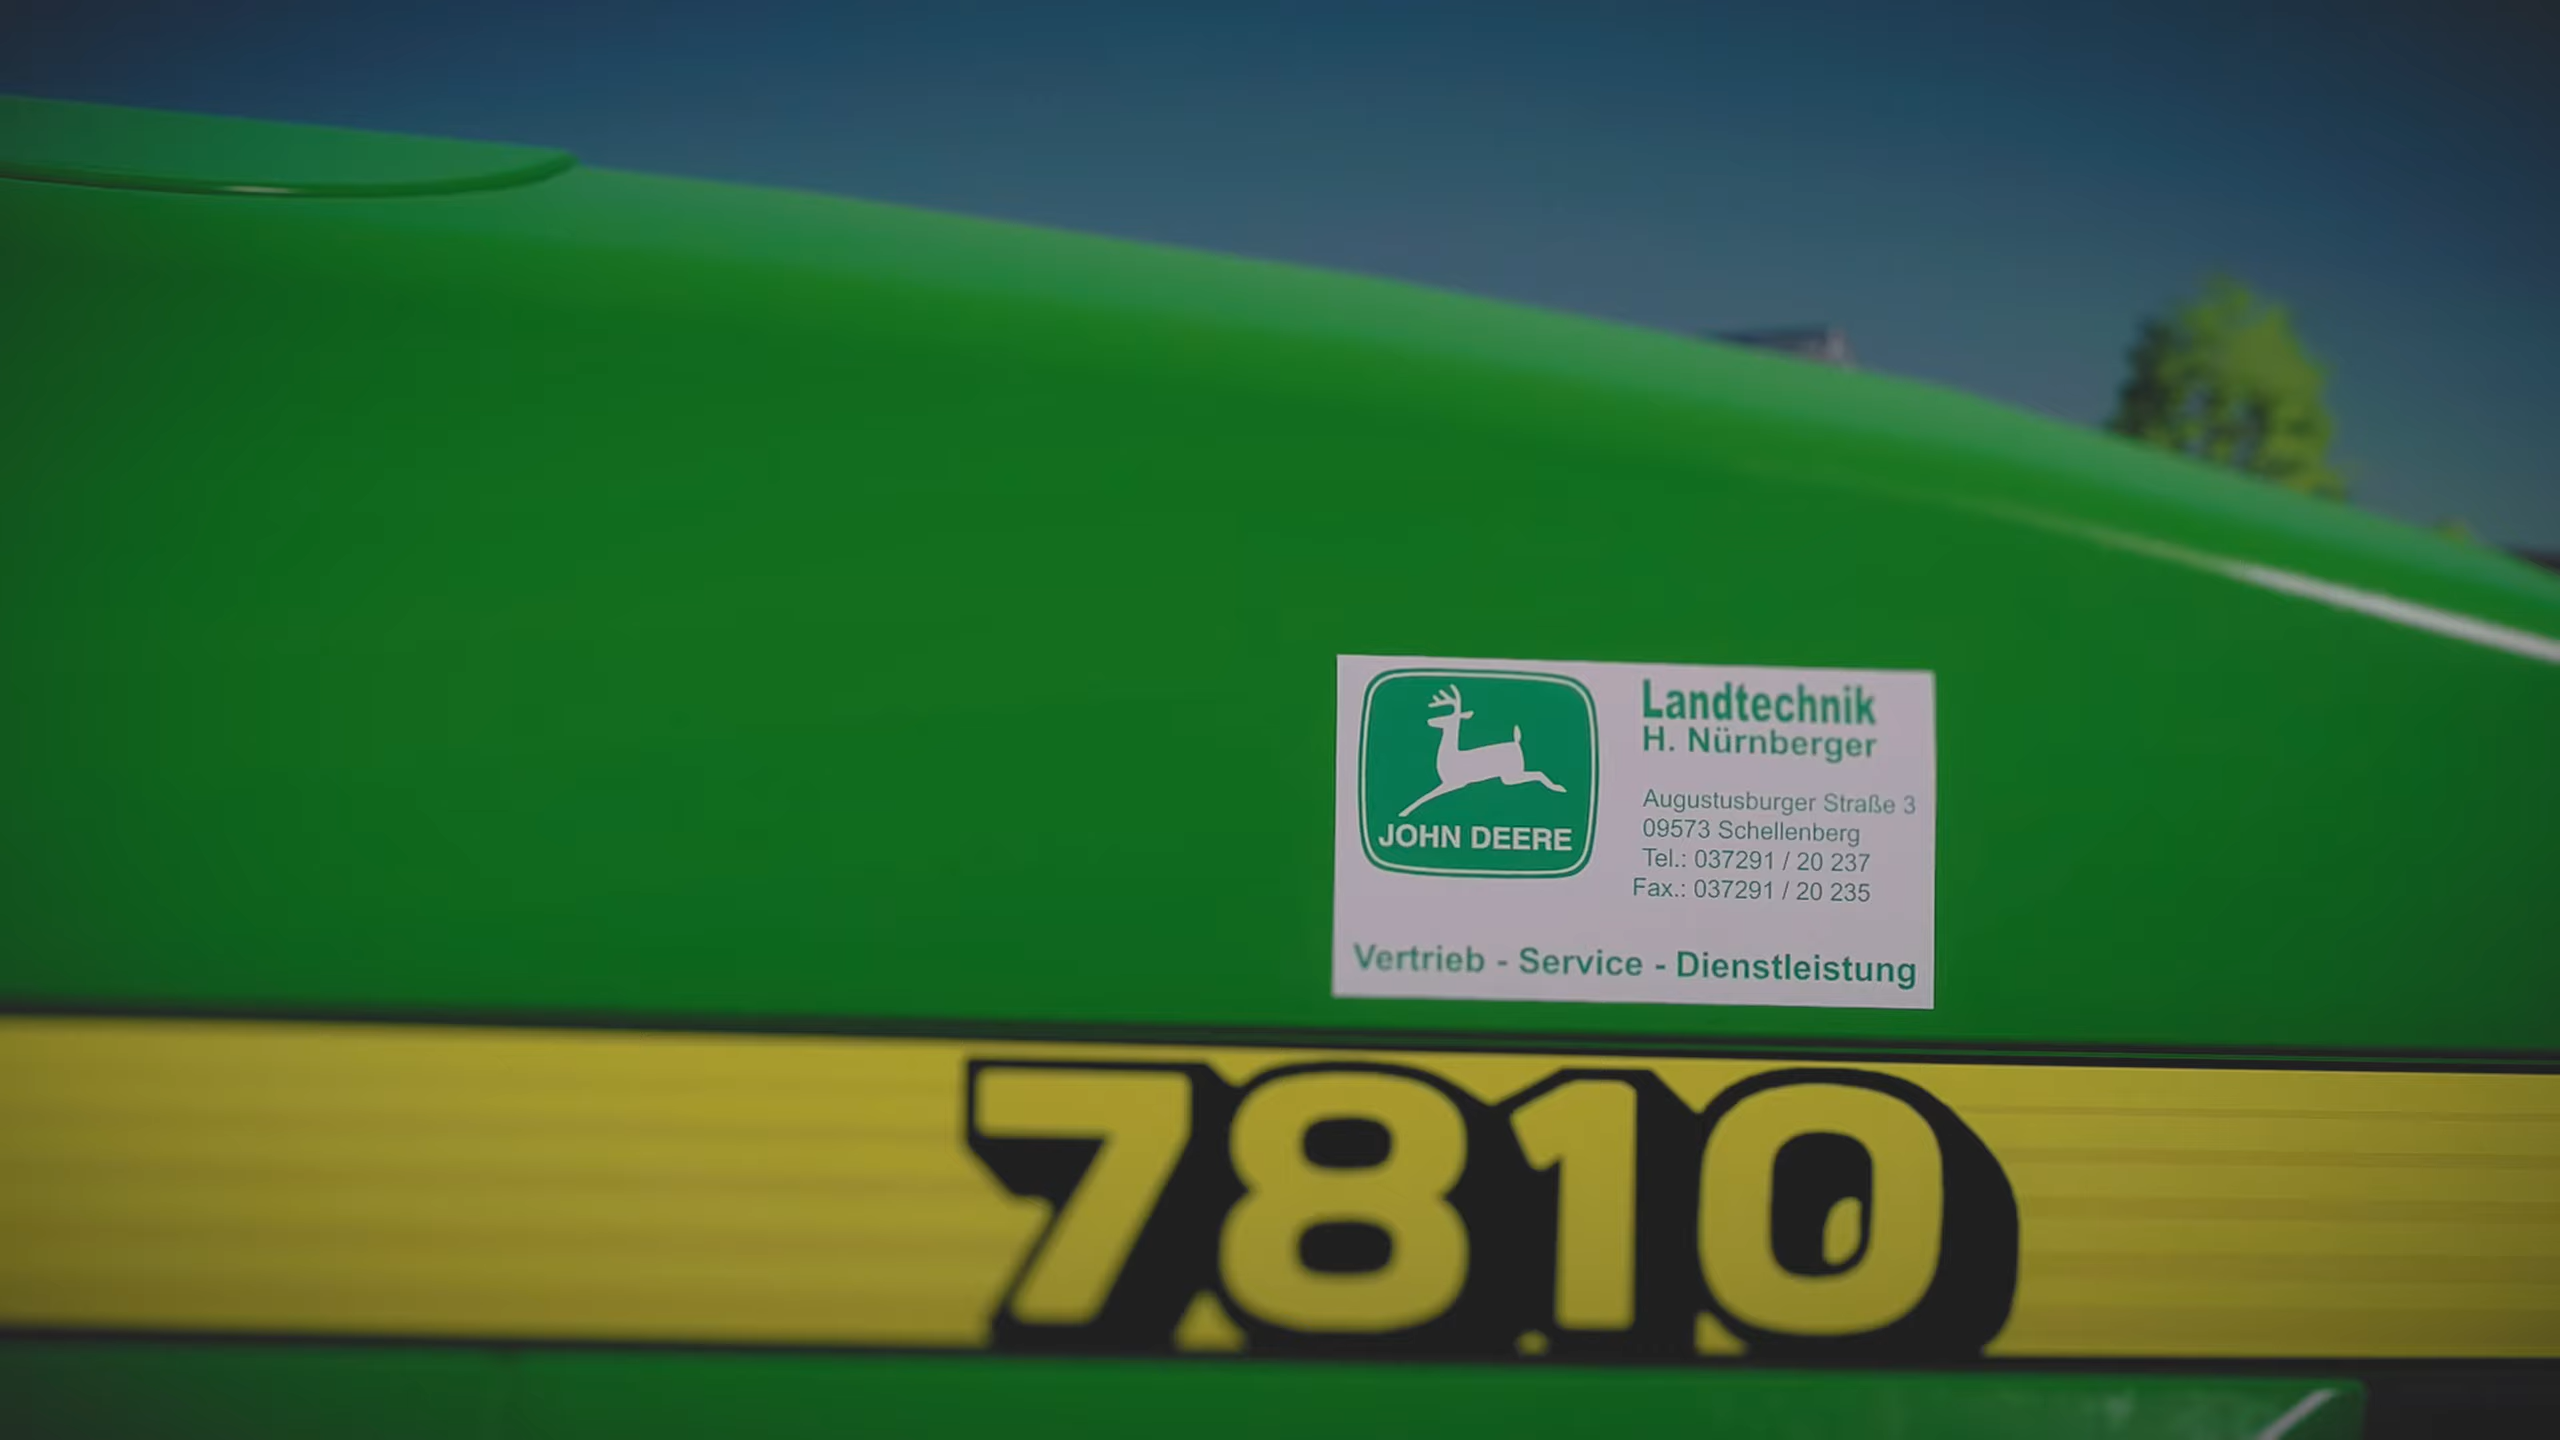 JOHN DEERE
Landtechnik
H. Nürnberger
Augustusburger Straße 3
09573 Schellenberg
Tel.: 037291 / 20 237
Fax.: 037291 / 20 235
Vertrieb - Service - Dienstleistung
7810